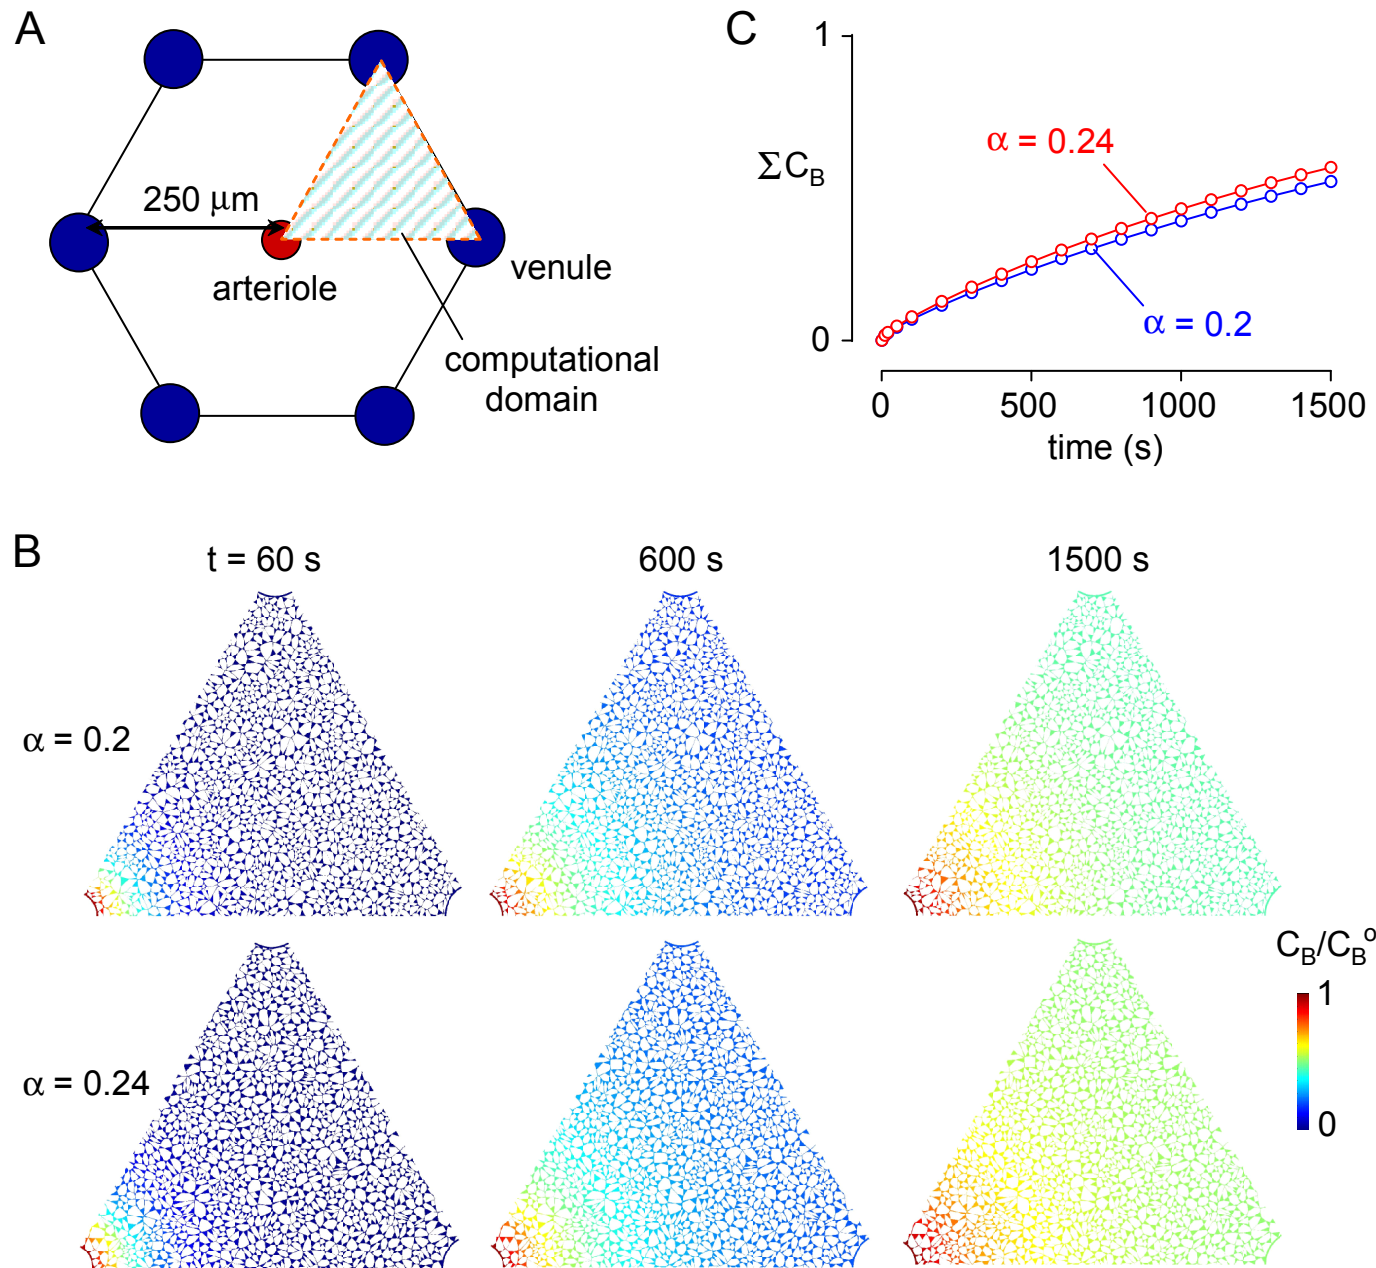 A
250 μm
arteriole
venule
computational
domain
C
1
ΣC_B
0
α = 0.24
α = 0.2
0 500 1000 1500
time (s)
B
t = 60 s 600 s 1500 s
α = 0.2
α = 0.24
C_B/C_B^o
1
0